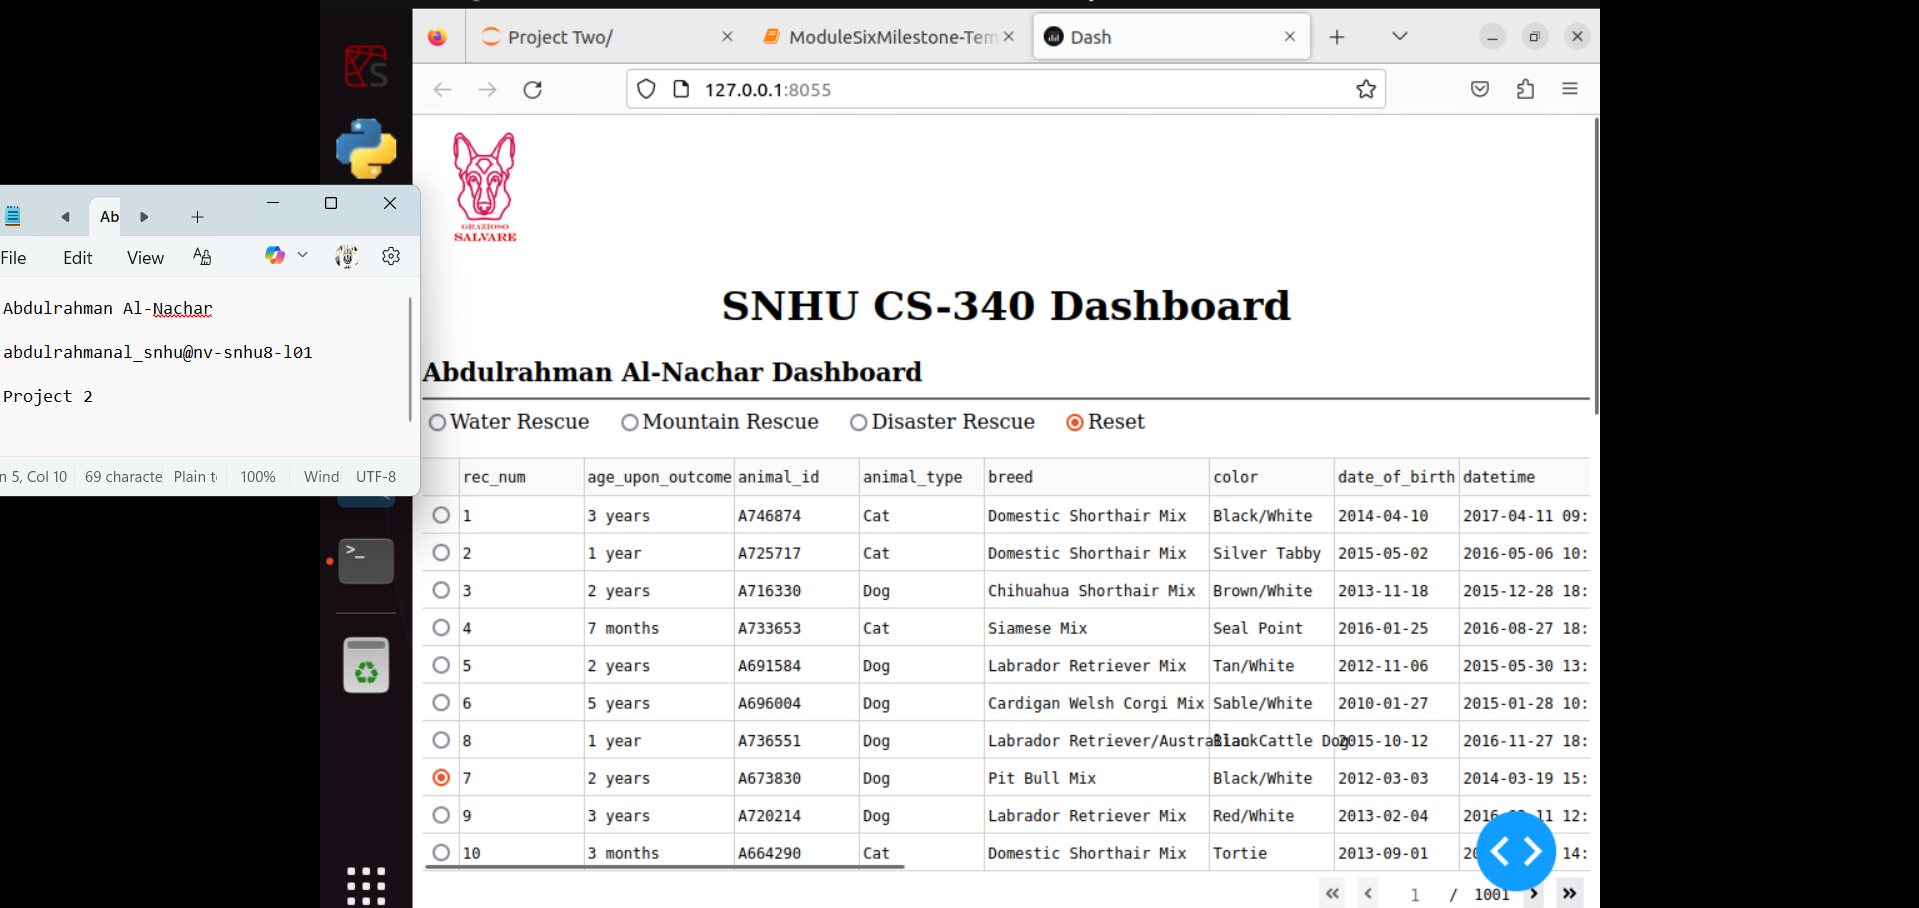 Project Two/
ModuleSixMilestone-Tem
Dash
127.0.0.1:8055
GRAZIOSO
SALVARE
SNHU CS-340 Dashboard
Abdulrahman Al-Nachar Dashboard
Water Rescue Mountain Rescue Disaster Rescue Reset
rec_num age_upon_outcome animal_id animal_type breed color date_of_birth datetime
1 3 years A746874 Cat Domestic Shorthair Mix Black/White 2014-04-10 2017-04-11 09:
2 1 year A725717 Cat Domestic Shorthair Mix Silver Tabby 2015-05-02 2016-05-06 10:
3 2 years A716330 Dog Chihuahua Shorthair Mix Brown/White 2013-11-18 2015-12-28 18:
4 7 months A733653 Cat Siamese Mix Seal Point 2016-01-25 2016-08-27 18:
5 2 years A691584 Dog Labrador Retriever Mix Tan/White 2012-11-06 2015-05-30 13:
6 5 years A696004 Dog Cardigan Welsh Corgi Mix Sable/White 2010-01-27 2015-01-28 10:
8 1 year A736551 Dog Labrador Retriever/Australian Cattle Dog Black 2015-10-12 2016-11-27 18:
7 2 years A673830 Dog Pit Bull Mix Black/White 2012-03-03 2014-03-19 15:
9 3 years A720214 Dog Labrador Retriever Mix Red/White 2013-02-04 2016 11 12:
10 3 months A664290 Cat Domestic Shorthair Mix Tortie 2013-09-01 14:
1 / 1001
Ab
File Edit View
Abdulrahman Al-Nachar
abdulrahmanal_snhu@nv-snhu8-l01
Project 2
n 5, Col 10 69 characte Plain t 100% Wind UTF-8